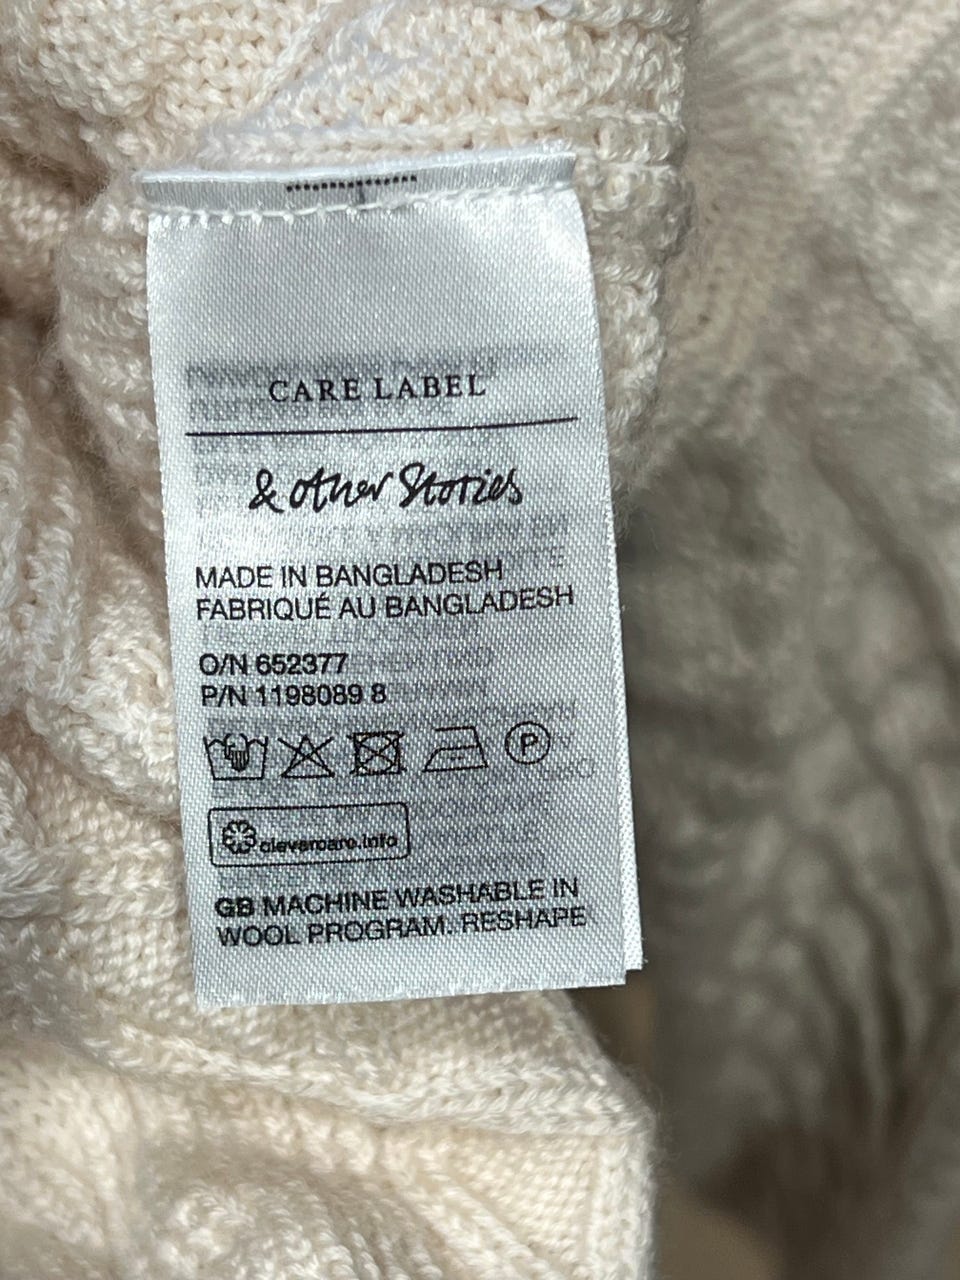 CARE LABEL
& other Stories
MADE IN BANGLADESH
FABRIQUÉ AU BANGLADESH
O/N 652377
P/N 1198089 8
P
clevercare.info
GB MACHINE WASHABLE IN
WOOL PROGRAM. RESHAPE